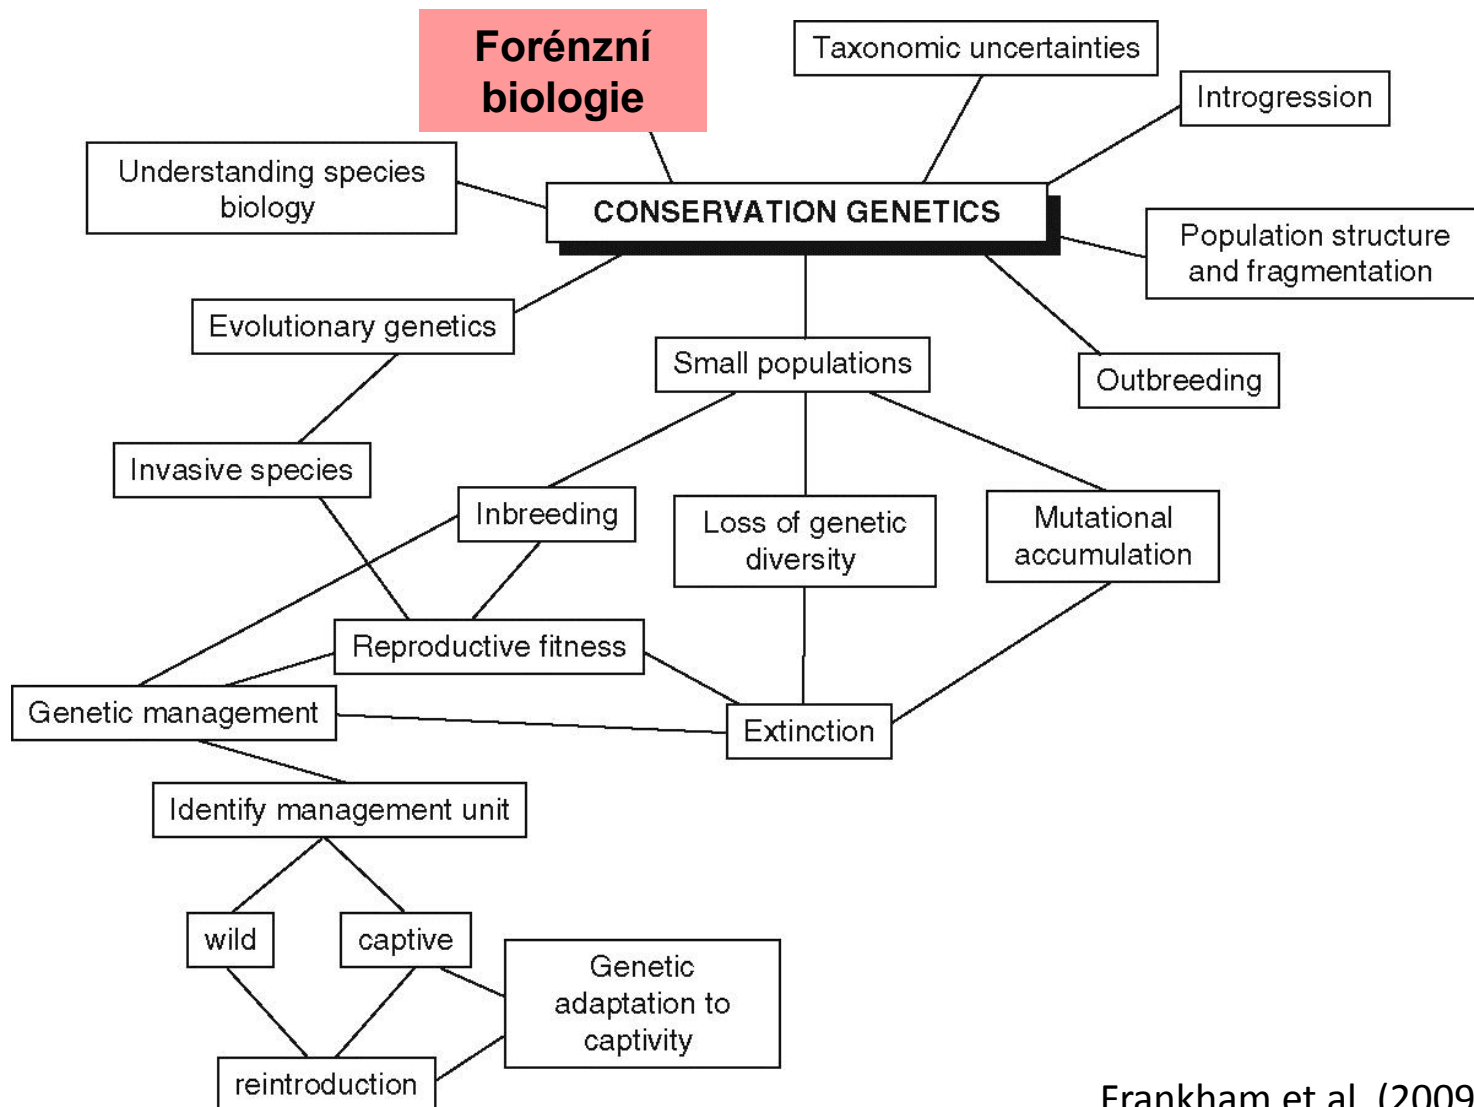 Forénzní
biologie
Taxonomic uncertainties
Introgression
Understanding species
biology
CONSERVATION GENETICS
Population structure
and fragmentation
Evolutionary genetics
Small populations
Outbreeding
Invasive species
Inbreeding
Loss of genetic
diversity
Mutational
accumulation
Reproductive fitness
Genetic management
Extinction
Identify management unit
wild
captive
Genetic
adaptation to
captivity
reintroduction
Frankham et al. (2009